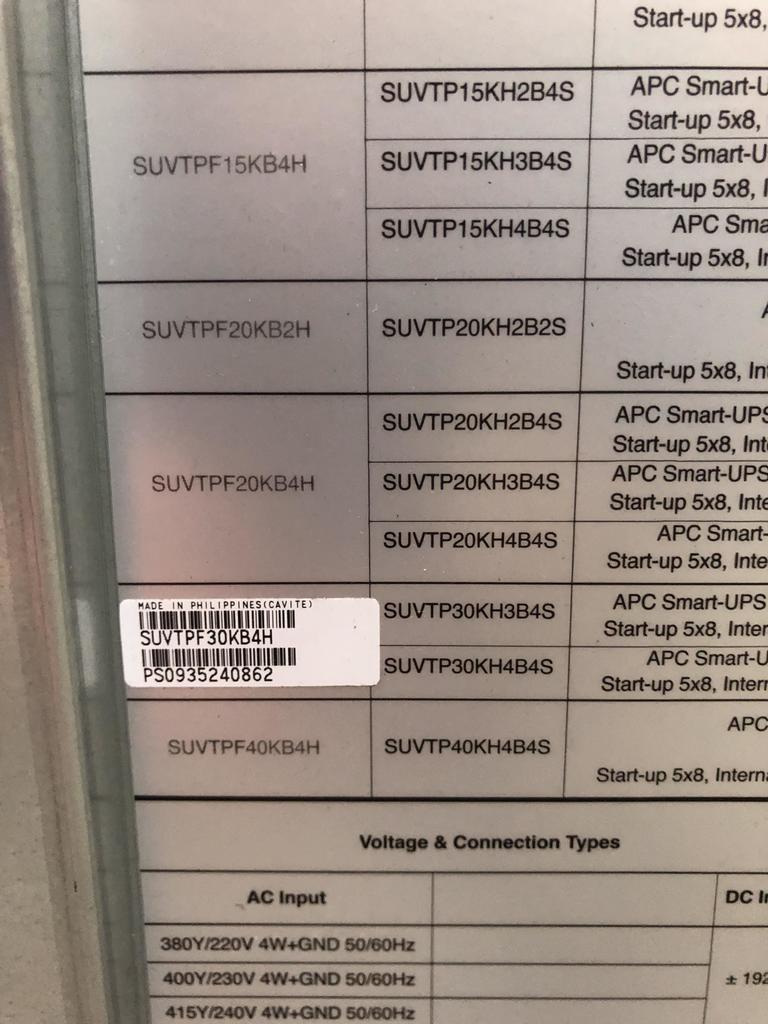 Start-up 5x8,
SUVTPF15KB4H
SUVTP15KH2B4S
APC Smart-U
Start-up 5x8,
SUVTP15KH3B4S
APC Smart-U
Start-up 5x8, I
SUVTP15KH4B4S
APC Sma
Start-up 5x8, In
SUVTPF20KB2H
SUVTP20KH2B2S
Start-up 5x8, Int
SUVTPF20KB4H
SUVTP20KH2B4S
APC Smart-UPS
Start-up 5x8, Int
SUVTP20KH3B4S
APC Smart-UPS
Start-up 5x8, Inte
SUVTP20KH4B4S
APC Smart-
Start-up 5x8, Inte
MADE IN PHILIPPINES(CAVITE)
SUVTPF30KB4H
PS0935240862
SUVTP30KH3B4S
APC Smart-UPS
Start-up 5x8, Inter
SUVTP30KH4B4S
APC Smart-U
Start-up 5x8, Intern
SUVTPF40KB4H
SUVTP40KH4B4S
APC
Start-up 5x8, Interna
Voltage & Connection Types
AC Input
DC In
380Y/220V 4W+GND 50/60Hz
400Y/230V 4W+GND 50/60Hz
± 192
415Y/240V 4W+GND 50/60Hz